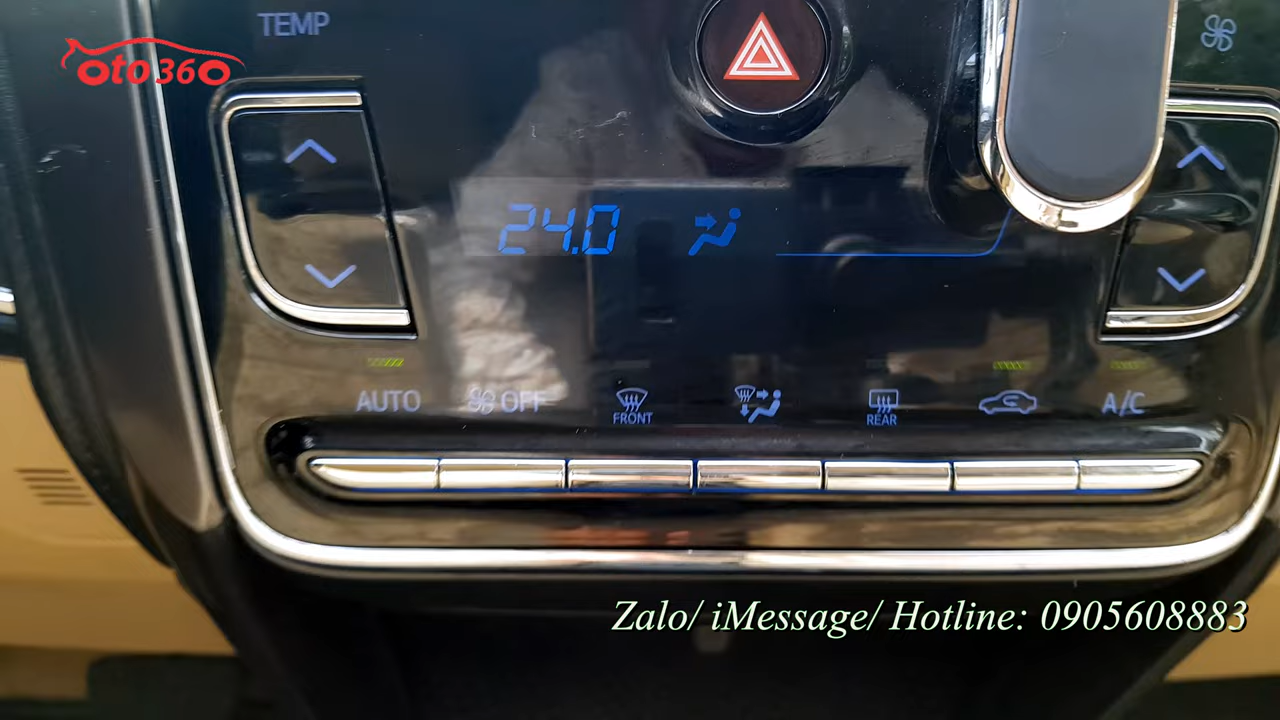 TEMP
oto360
24.0
AUTO
OFF
FRONT
REAR
A/C
Zalo/ iMessage/ Hotline: 0905608883